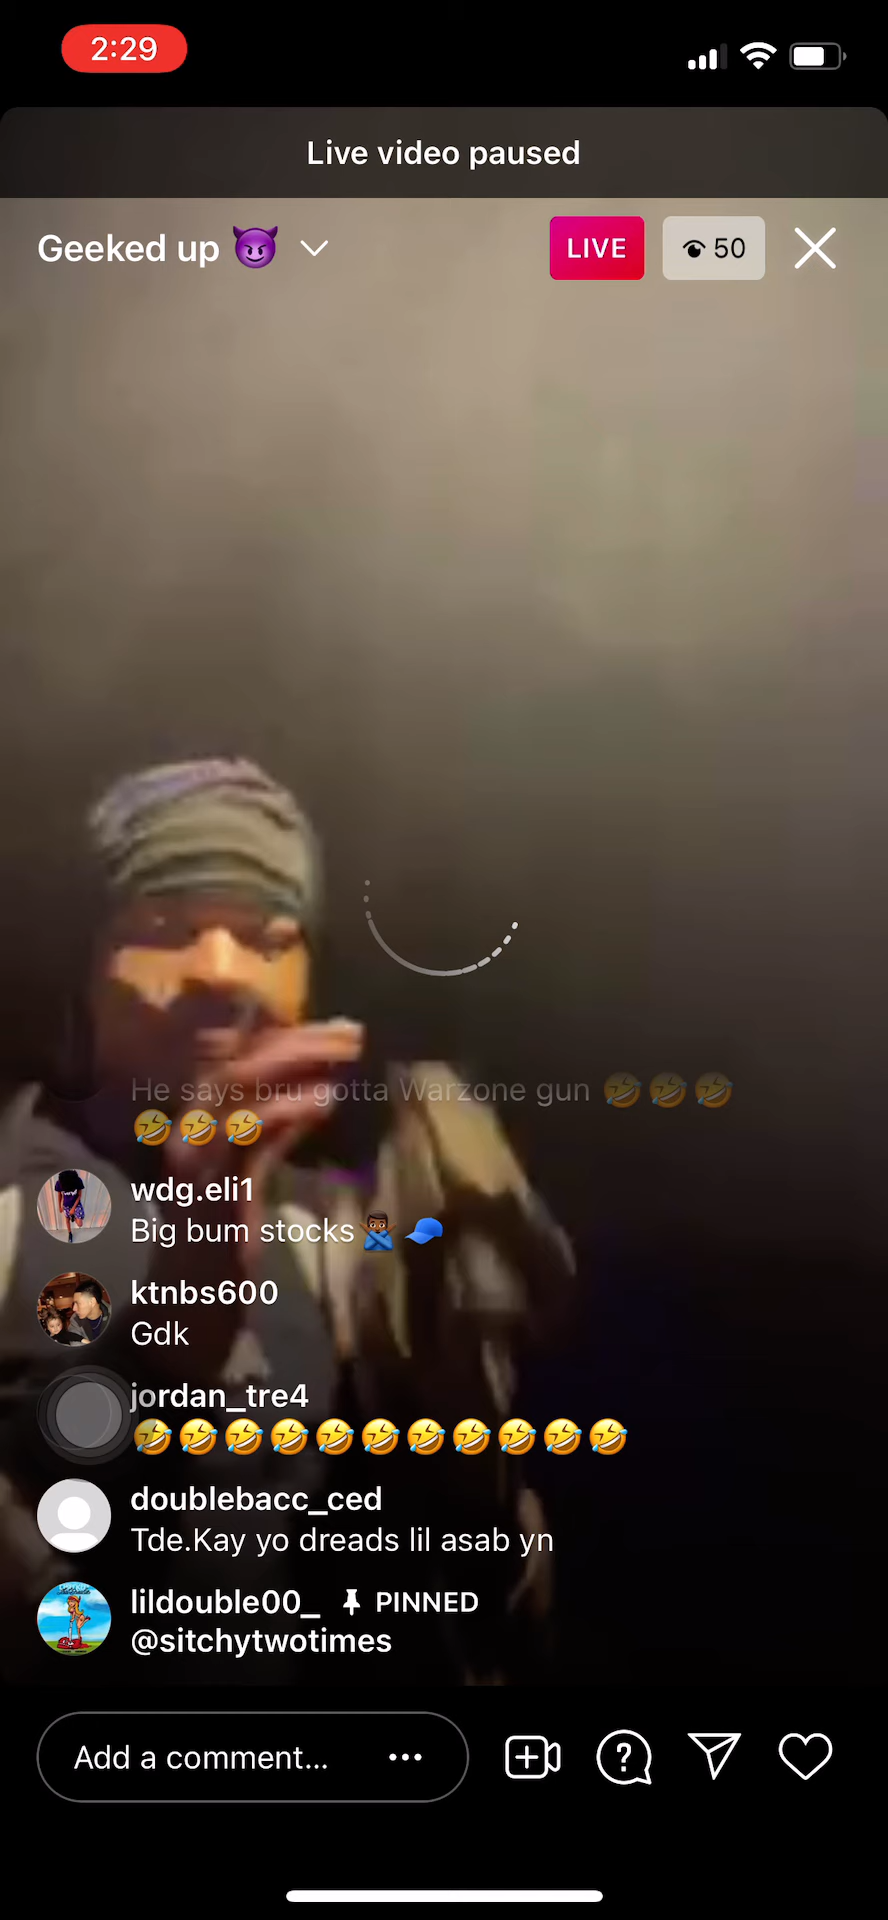 2:29
Live video paused
Geeked up 😈
LIVE
50
He says bru gotta Warzone gun 🤣🤣🤣
🤣🤣🤣
wdg.eli1
Big bum stocks🙅🏾‍♂️🧢
ktnbs600
Gdk
jordan_tre4
🤣🤣🤣🤣🤣🤣🤣🤣🤣🤣🤣
doublebacc_ced
Tde.Kay yo dreads lil asab yn
lildouble00_ 📌 PINNED
@sitchytwotimes
Add a comment...